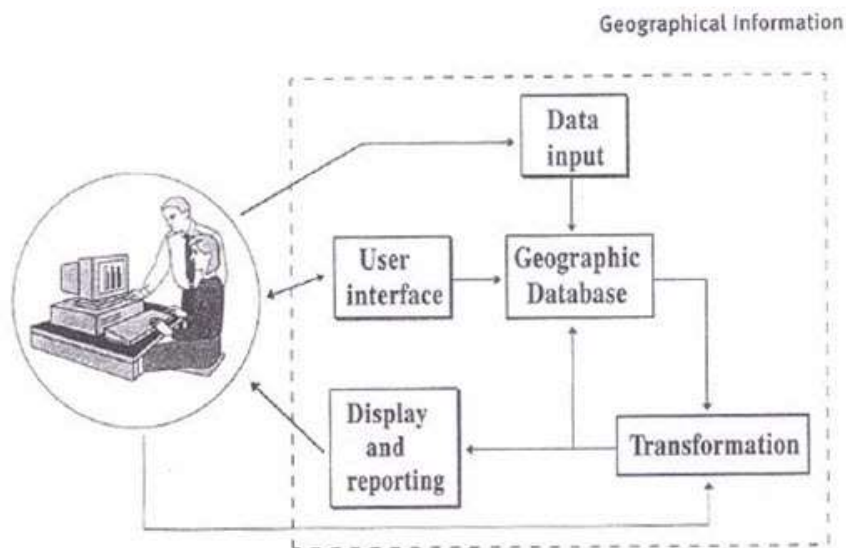 Geographical Information
Data
input
User
interface
Geographic
Database
Display
and
reporting
Transformation